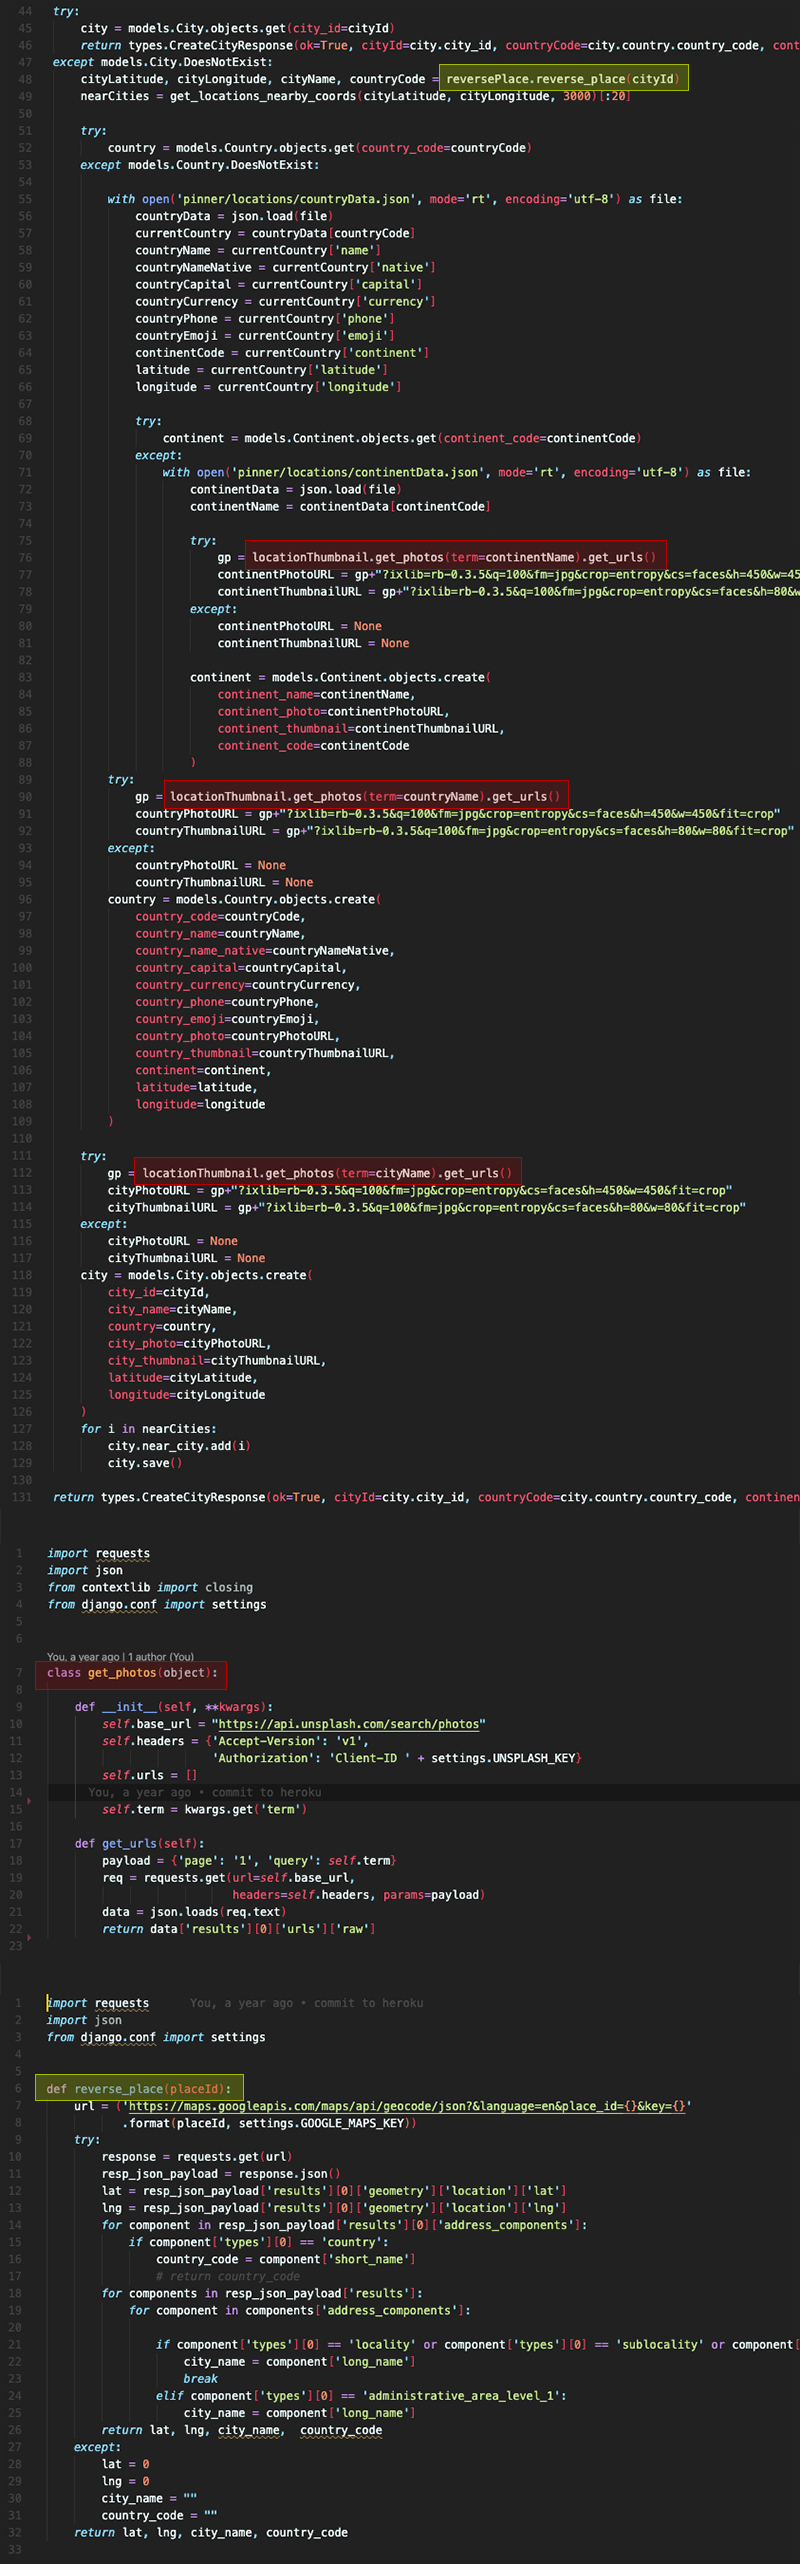 44 try:
45 city = models.City.objects.get(city_id=cityId)
46 return types.CreateCityResponse(ok=True, cityId=city.city_id, countryCode=city.country.country_code, cont
47 except models.City.DoesNotExist:
48 cityLatitude, cityLongitude, cityName, countryCode = reversePlace.reverse_place(cityId)
49 nearCities = get_locations_nearby_coords(cityLatitude, cityLongitude, 3000)[:20]
50
51 try:
52 country = models.Country.objects.get(country_code=countryCode)
53 except models.Country.DoesNotExist:
54
55 with open('pinner/locations/countryData.json', mode='rt', encoding='utf-8') as file:
56 countryData = json.load(file)
57 currentCountry = countryData[countryCode]
58 countryName = currentCountry['name']
59 countryNameNative = currentCountry['native']
60 countryCapital = currentCountry['capital']
61 countryCurrency = currentCountry['currency']
62 countryPhone = currentCountry['phone']
63 countryEmoji = currentCountry['emoji']
64 continentCode = currentCountry['continent']
65 latitude = currentCountry['latitude']
66 longitude = currentCountry['longitude']
67
68 try:
69 continent = models.Continent.objects.get(continent_code=continentCode)
70 except:
71 with open('pinner/locations/continentData.json', mode='rt', encoding='utf-8') as file:
72 continentData = json.load(file)
73 continentName = continentData[continentCode]
74
75 try:
76 gp = locationThumbnail.get_photos(term=continentName).get_urls()
77 continentPhotoURL = gp+"?ixlib=rb-0.3.5&q=100&fm=jpg&crop=entropy&cs=faces&h=450&w=45
78 continentThumbnailURL = gp+"?ixlib=rb-0.3.5&q=100&fm=jpg&crop=entropy&cs=faces&h=80&w
79 except:
80 continentPhotoURL = None
81 continentThumbnailURL = None
82
83 continent = models.Continent.objects.create(
84 continent_name=continentName,
85 continent_photo=continentPhotoURL,
86 continent_thumbnail=continentThumbnailURL,
87 continent_code=continentCode
88 )
89 try:
90 gp = locationThumbnail.get_photos(term=countryName).get_urls()
91 countryPhotoURL = gp+"?ixlib=rb-0.3.5&q=100&fm=jpg&crop=entropy&cs=faces&h=450&w=450&fit=crop"
92 countryThumbnailURL = gp+"?ixlib=rb-0.3.5&q=100&fm=jpg&crop=entropy&cs=faces&h=80&w=80&fit=crop"
93 except:
94 countryPhotoURL = None
95 countryThumbnailURL = None
96 country = models.Country.objects.create(
97 country_code=countryCode,
98 country_name=countryName,
99 country_name_native=countryNameNative,
100 country_capital=countryCapital,
101 country_currency=countryCurrency,
102 country_phone=countryPhone,
103 country_emoji=countryEmoji,
104 country_photo=countryPhotoURL,
105 country_thumbnail=countryThumbnailURL,
106 continent=continent,
107 latitude=latitude,
108 longitude=longitude
109 )
110
111 try:
112 gp = locationThumbnail.get_photos(term=cityName).get_urls()
113 cityPhotoURL = gp+"?ixlib=rb-0.3.5&q=100&fm=jpg&crop=entropy&cs=faces&h=450&w=450&fit=crop"
114 cityThumbnailURL = gp+"?ixlib=rb-0.3.5&q=100&fm=jpg&crop=entropy&cs=faces&h=80&w=80&fit=crop"
115 except:
116 cityPhotoURL = None
117 cityThumbnailURL = None
118 city = models.City.objects.create(
119 city_id=cityId,
120 city_name=cityName,
121 country=country,
122 city_photo=cityPhotoURL,
123 city_thumbnail=cityThumbnailURL,
124 latitude=cityLatitude,
125 longitude=cityLongitude
126 )
127 for i in nearCities:
128 city.near_city.add(i)
129 city.save()
130
131 return types.CreateCityResponse(ok=True, cityId=city.city_id, countryCode=city.country.country_code, continen
1 import requests
2 import json
3 from contextlib import closing
4 from django.conf import settings
5
6
You, a year ago | 1 author (You)
7 class get_photos(object):
8
9 def __init__(self, **kwargs):
10 self.base_url = "https://api.unsplash.com/search/photos"
11 self.headers = {'Accept-Version': 'v1',
12 'Authorization': 'Client-ID ' + settings.UNSPLASH_KEY}
13 self.urls = []
14 You, a year ago • commit to heroku
15 self.term = kwargs.get('term')
16
17 def get_urls(self):
18 payload = {'page': '1', 'query': self.term}
19 req = requests.get(url=self.base_url,
20 headers=self.headers, params=payload)
21 data = json.loads(req.text)
22 return data['results'][0]['urls']['raw']
23
1 import requests You, a year ago • commit to heroku
2 import json
3 from django.conf import settings
4
5
6 def reverse_place(placeId):
7 url = ('https://maps.googleapis.com/maps/api/geocode/json?&language=en&place_id={}&key={}'
8 .format(placeId, settings.GOOGLE_MAPS_KEY))
9 try:
10 response = requests.get(url)
11 resp_json_payload = response.json()
12 lat = resp_json_payload['results'][0]['geometry']['location']['lat']
13 lng = resp_json_payload['results'][0]['geometry']['location']['lng']
14 for component in resp_json_payload['results'][0]['address_components']:
15 if component['types'][0] == 'country':
16 country_code = component['short_name']
17 # return country_code
18 for components in resp_json_payload['results']:
19 for component in components['address_components']:
20
21 if component['types'][0] == 'locality' or component['types'][0] == 'sublocality' or component[
22 city_name = component['long_name']
23 break
24 elif component['types'][0] == 'administrative_area_level_1':
25 city_name = component['long_name']
26 return lat, lng, city_name, country_code
27 except:
28 lat = 0
29 lng = 0
30 city_name = ""
31 country_code = ""
32 return lat, lng, city_name, country_code
33